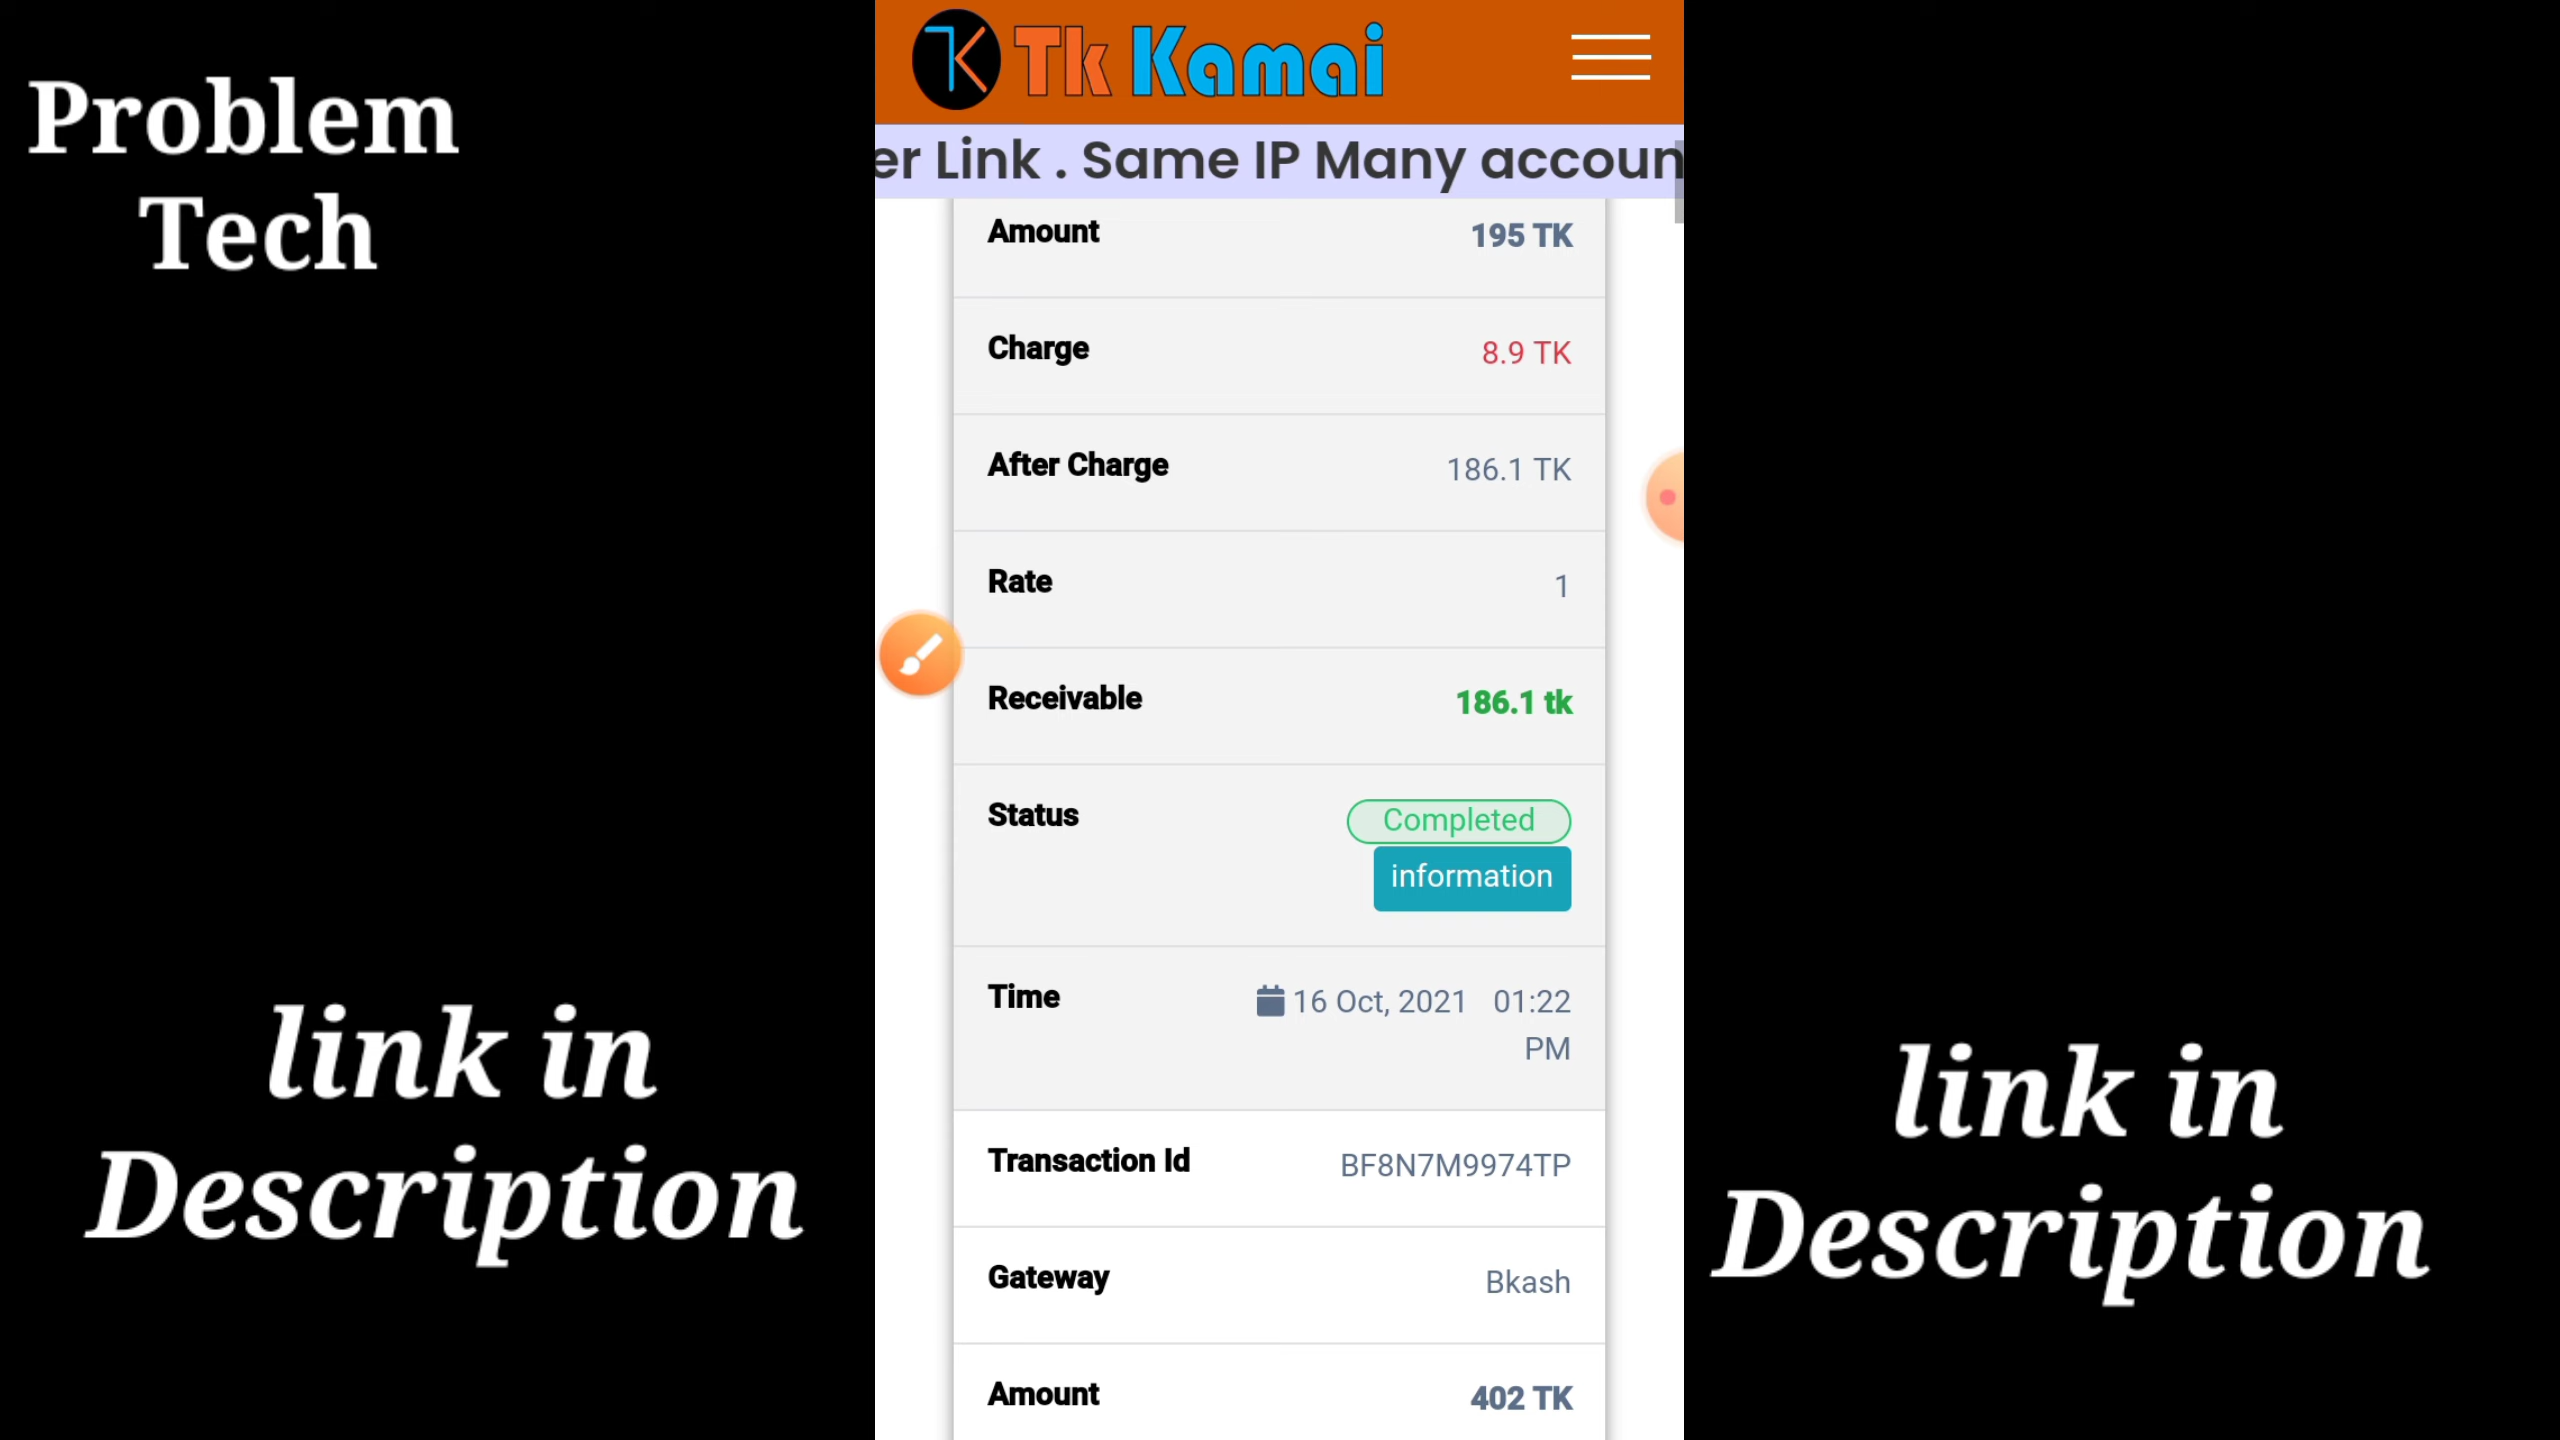 Problem
Tech
Tk Kamai
er Link . Same IP Many accoun
Amount 195 TK
Charge 8.9 TK
After Charge 186.1 TK
Rate 1
Receivable 186.1 tk
Status Completed
information
Time 16 Oct, 2021 01:22
PM
Transaction Id BF8N7M9974TP
Gateway Bkash
Amount 402 TK
link in
Description
link in
Description